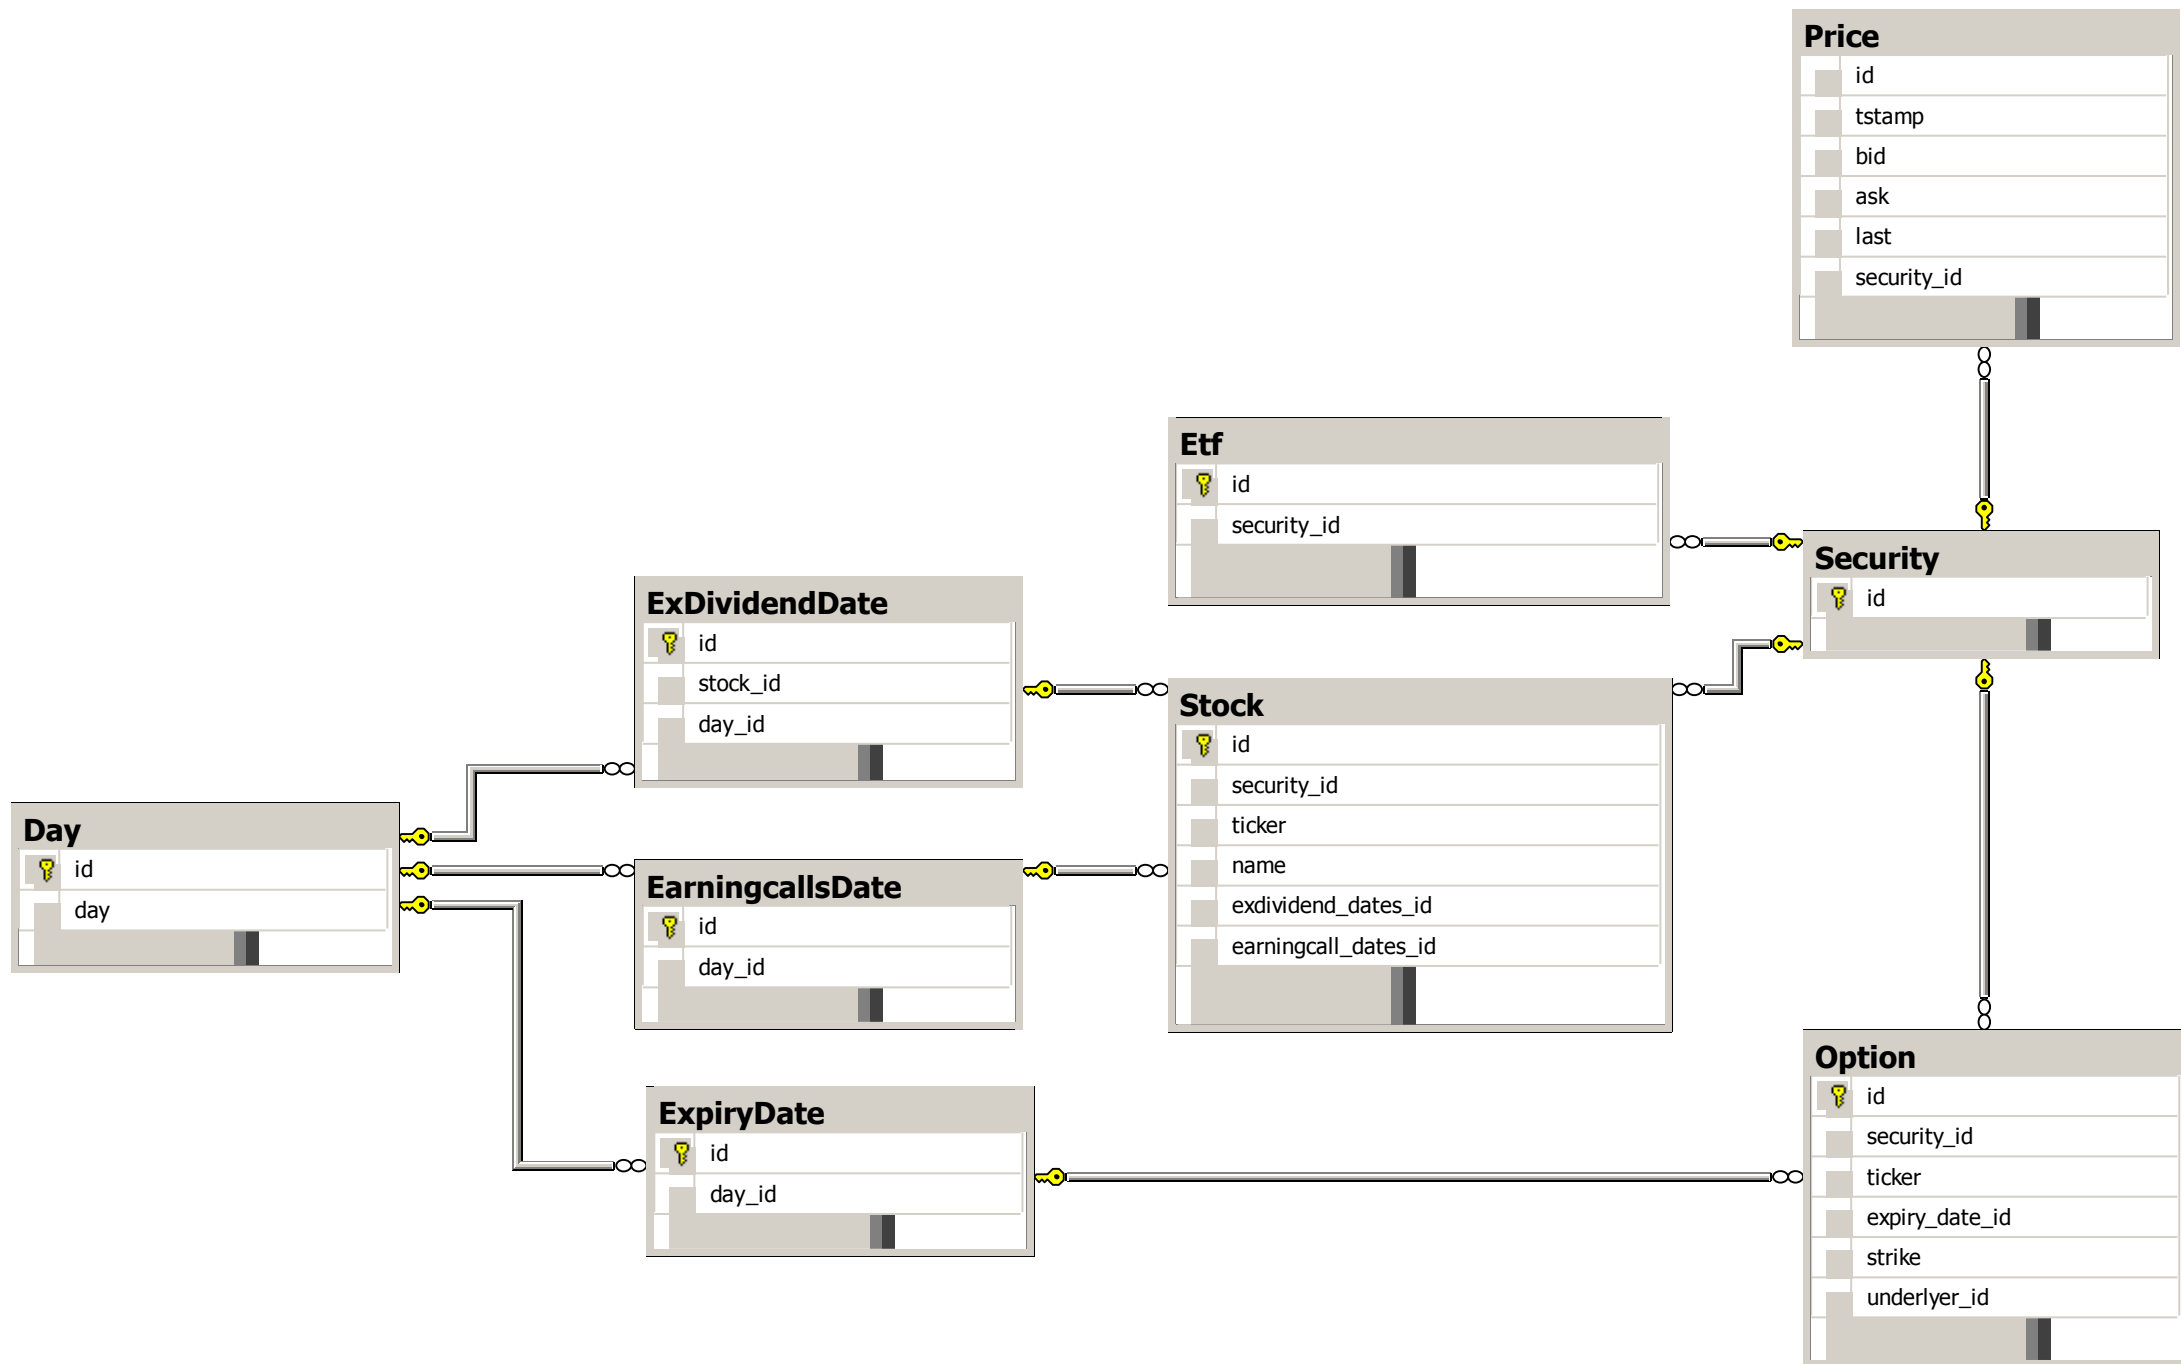 Price
id
tstamp
bid
ask
last
security_id
Etf
id
security_id
Security
id
ExDividendDate
id
stock_id
day_id
Stock
id
security_id
ticker
name
exdividend_dates_id
earningcall_dates_id
Day
id
day
EarningcallsDate
id
day_id
ExpiryDate
id
day_id
Option
id
security_id
ticker
expiry_date_id
strike
underlyer_id